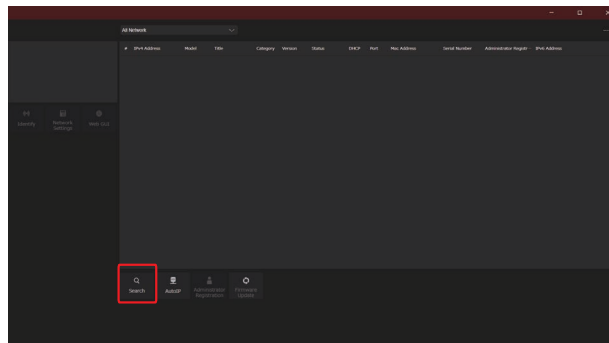 All Network
# IPv4 Address Model Title Category Version Status DHCP Port Mac Address Serial Number Administrator Registr··· IPv6 Address
Identify
Network Settings
Web GUI
Search
AutoIP
Administrator Registration
Firmware Update